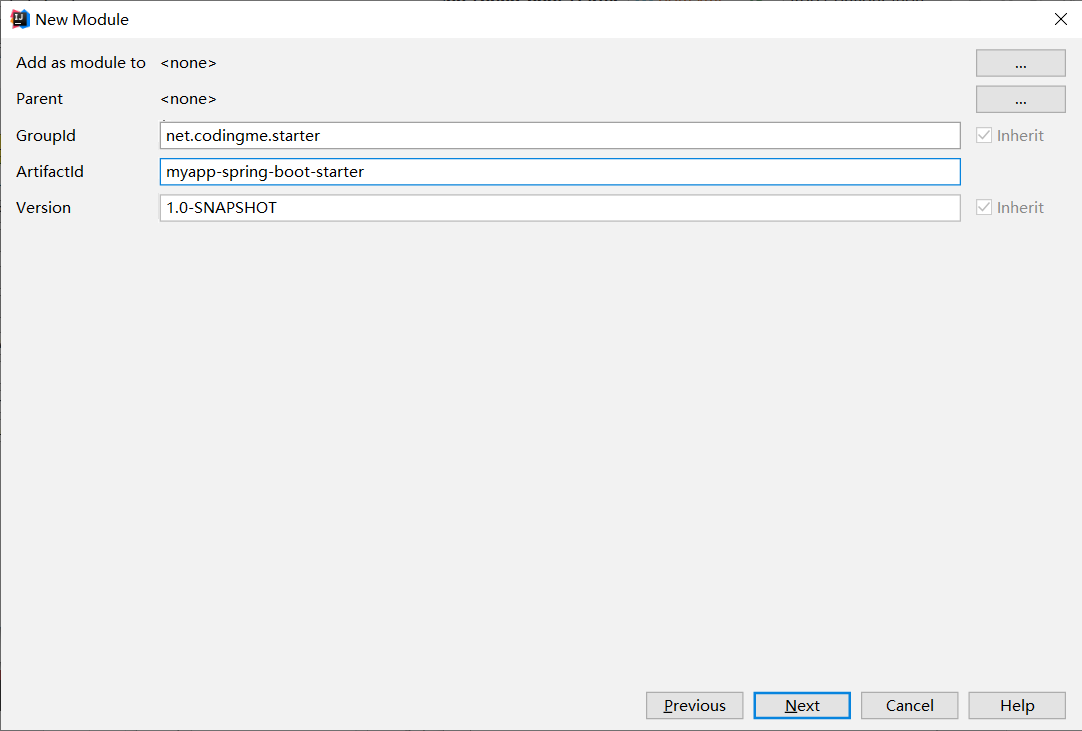 New Module
Add as module to <none> ...
Parent <none> ...
GroupId net.codingme.starter Inherit
ArtifactId myapp-spring-boot-starter
Version 1.0-SNAPSHOT Inherit
Previous Next Cancel Help